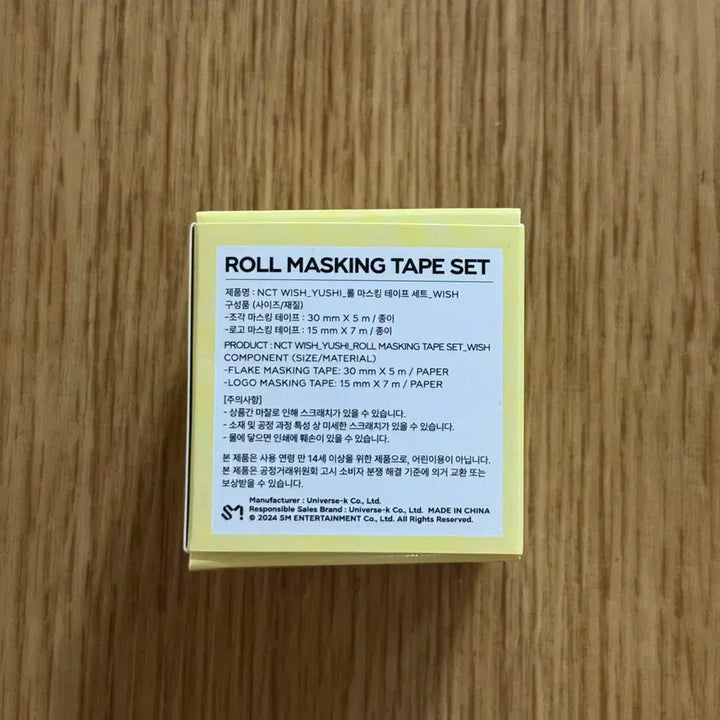 ROLL MASKING TAPE SET
제품명 : NCT WISH_YUSHI_롤 마스킹 테이프 세트_WISH
구성품 (사이즈/재질)
-조각 마스킹 테이프 : 30 mm X 5 m / 종이
-로고 마스킹 테이프 : 15 mm X 7 m / 종이
PRODUCT : NCT WISH_YUSHI_ROLL MASKING TAPE SET_WISH
COMPONENT (SIZE/MATERIAL)
-FLAKE MASKING TAPE: 30 mm X 5 m / PAPER
-LOGO MASKING TAPE: 15 mm X 7 m / PAPER
[주의사항]
- 상품간 마찰로 인해 스크래치가 있을 수 있습니다.
- 소재 및 공정 과정 특성 상 미세한 스크래치가 있을 수 있습니다.
- 물에 닿으면 인쇄에 훼손이 있을 수 있습니다.
본 제품은 사용 연령 만 14세 이상을 위한 제품으로, 어린이용이 아닙니다.
본 제품은 공정거래위원회 고시 소비자 분쟁 해결 기준에 의거 교환 또는
보상받을 수 있습니다.
Manufacturer : Universe-k Co., Ltd.
Responsible Sales Brand : Universe-k Co., Ltd. MADE IN CHINA
SM © 2024 SM ENTERTAINMENT Co., Ltd. All Rights Reserved.